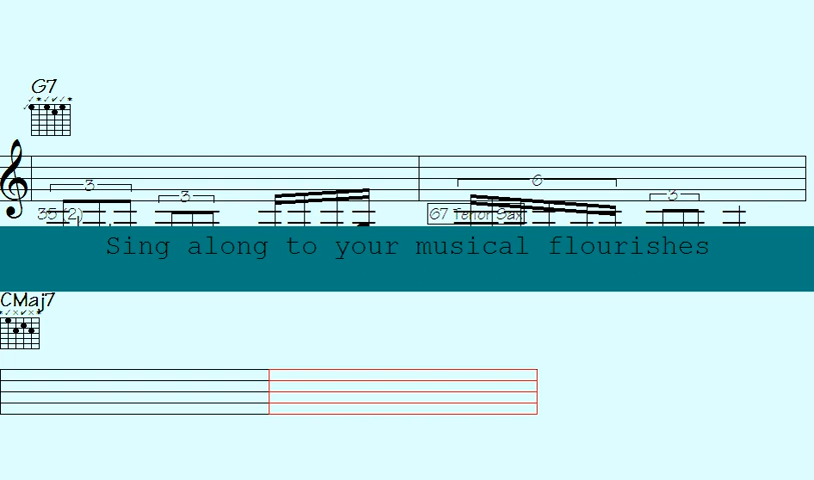 G7
3
3
6
3
35 (2)
67 Tenor Sax
Sing along to your musical flourishes
CMaj7